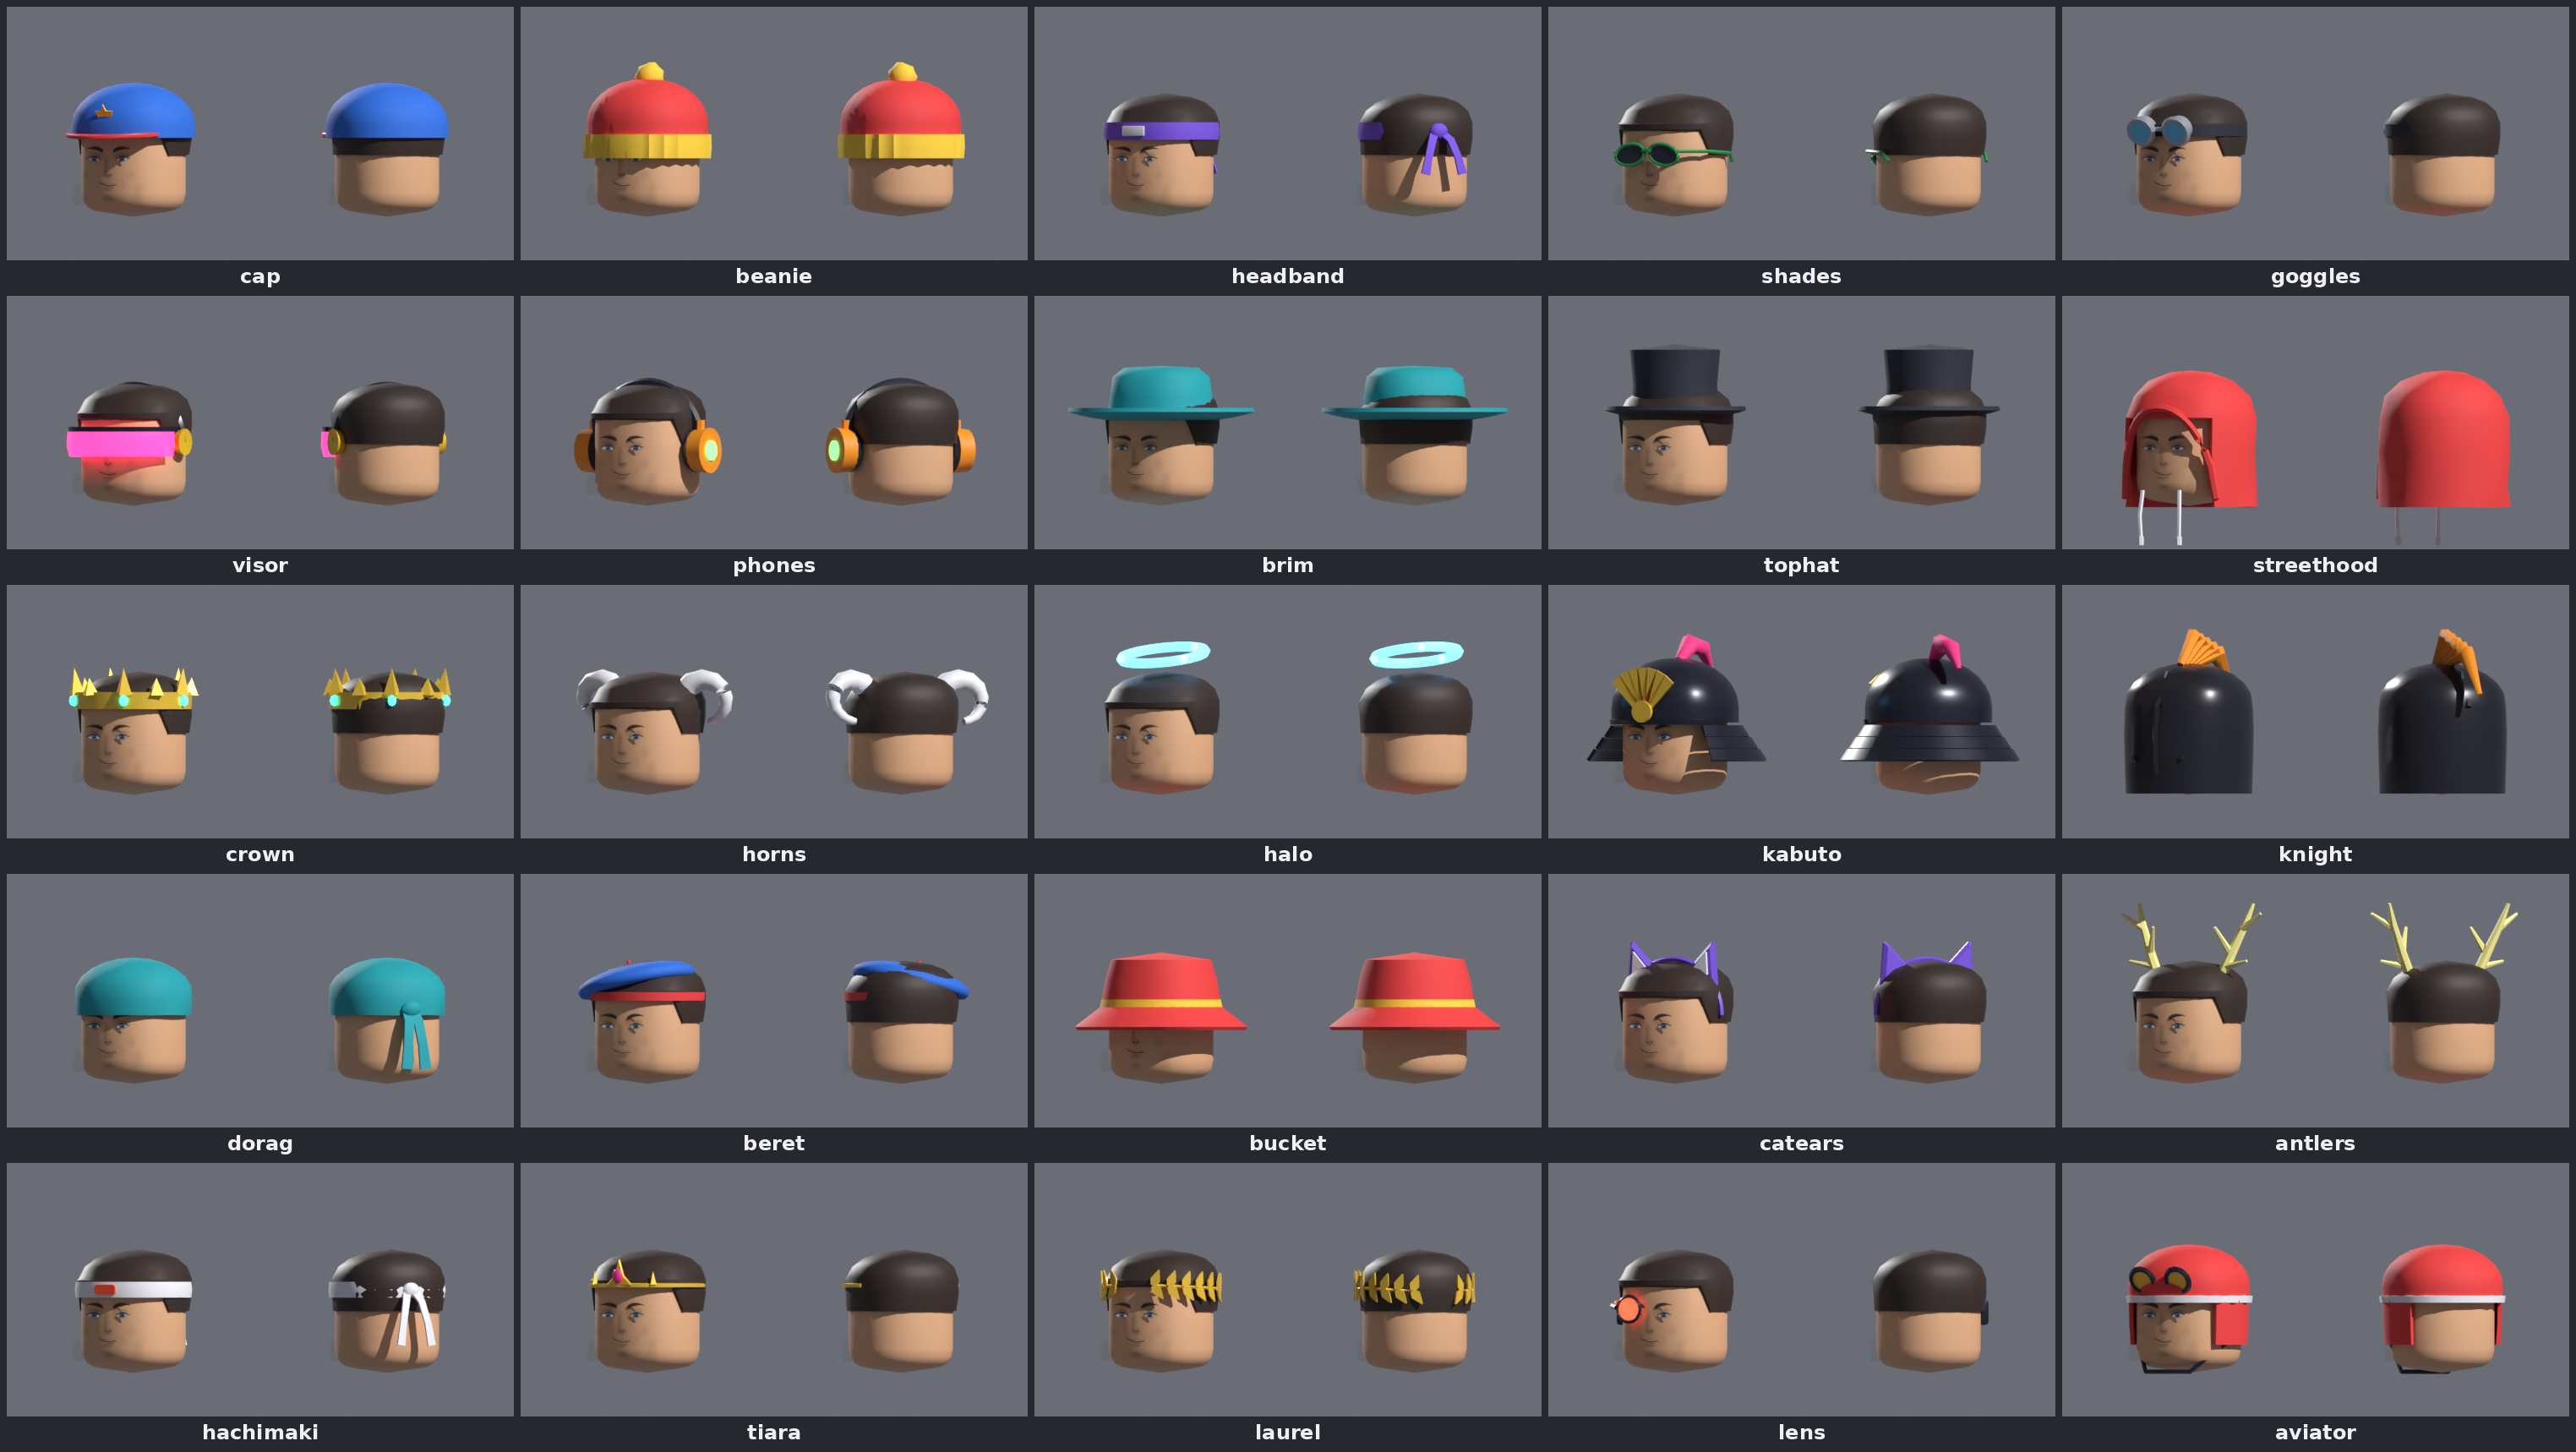 cap
beanie
headband
shades
goggles
visor
phones
brim
tophat
streethood
crown
horns
halo
kabuto
knight
dorag
beret
bucket
catears
antlers
hachimaki
tiara
laurel
lens
aviator